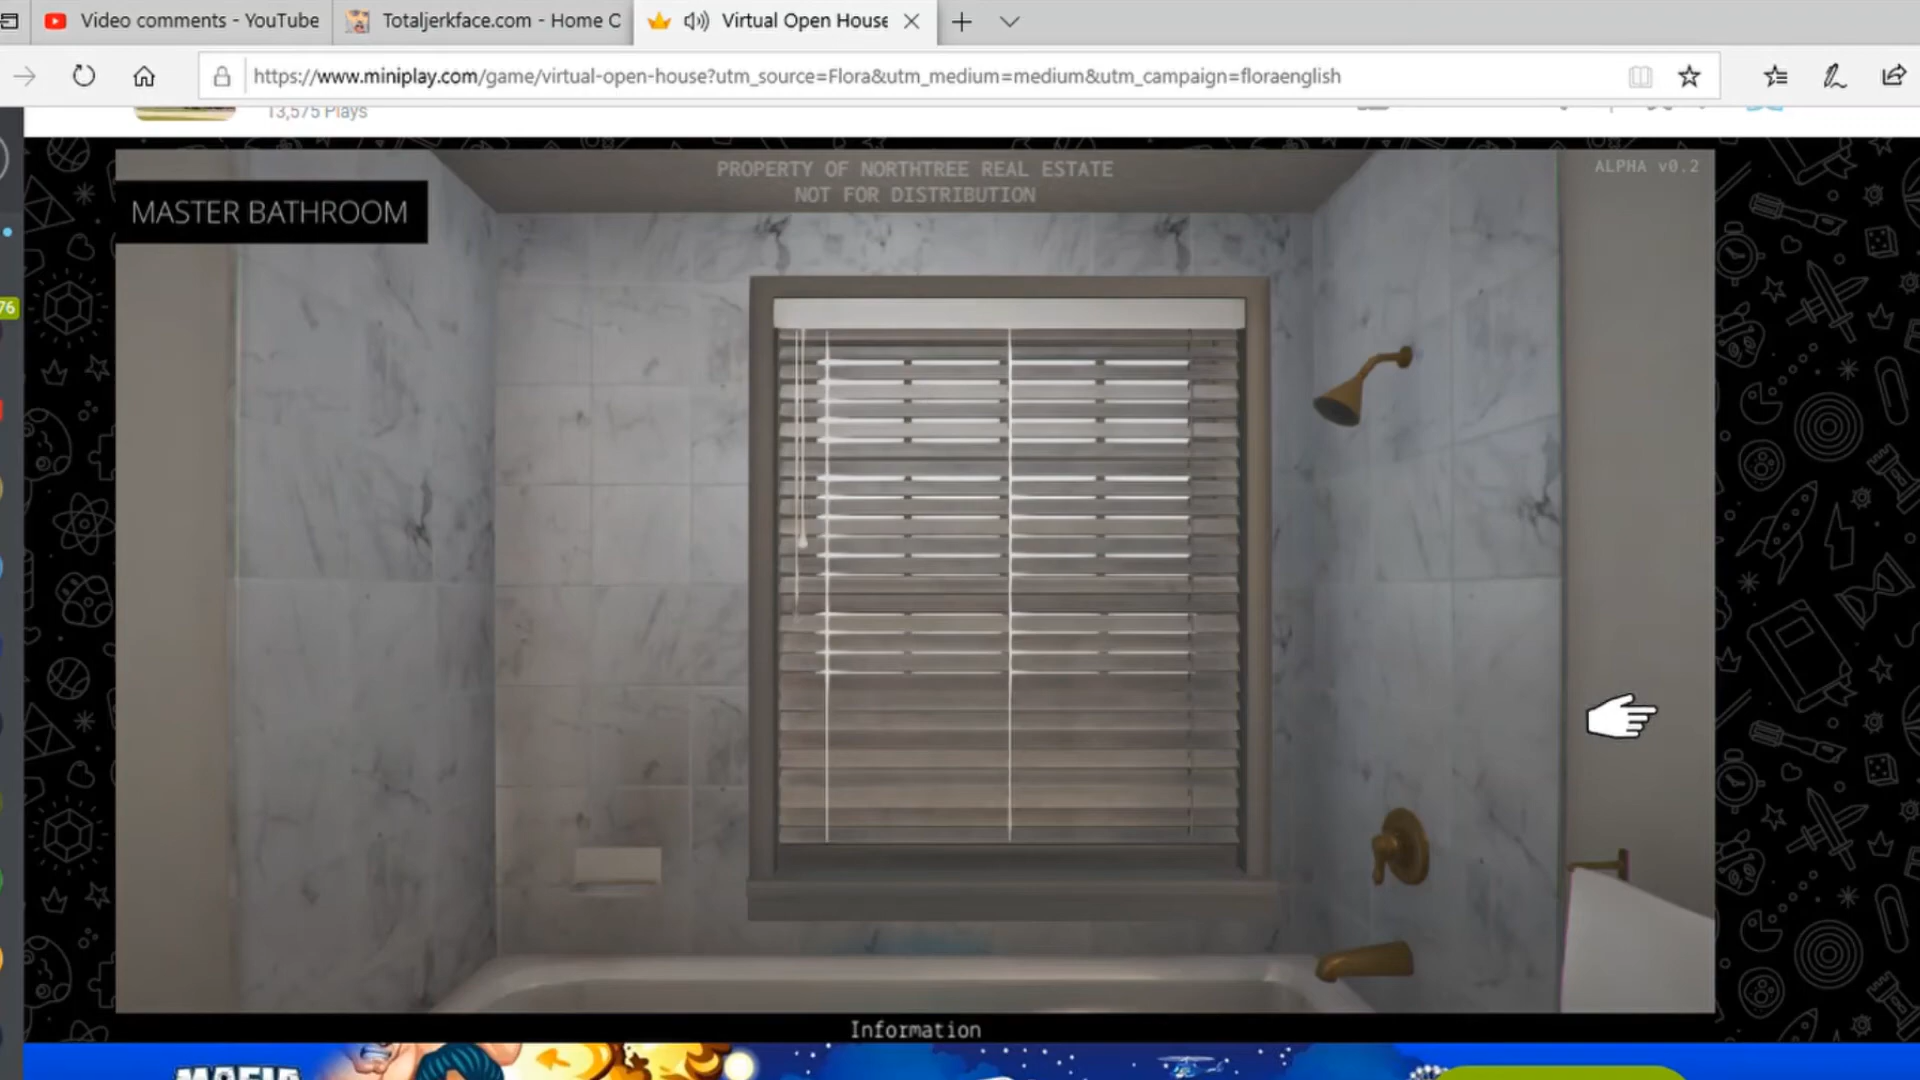 Video comments - YouTube
Totaljerkface.com - Home C
Virtual Open House
https://www.miniplay.com/game/virtual-open-house?utm_source=Flora&utm_medium=medium&utm_campaign=floraenglish
13,575 Plays
PROPERTY OF NORTHTREE REAL ESTATE
NOT FOR DISTRIBUTION
ALPHA v0.2
MASTER BATHROOM
76
Information
MAFIA